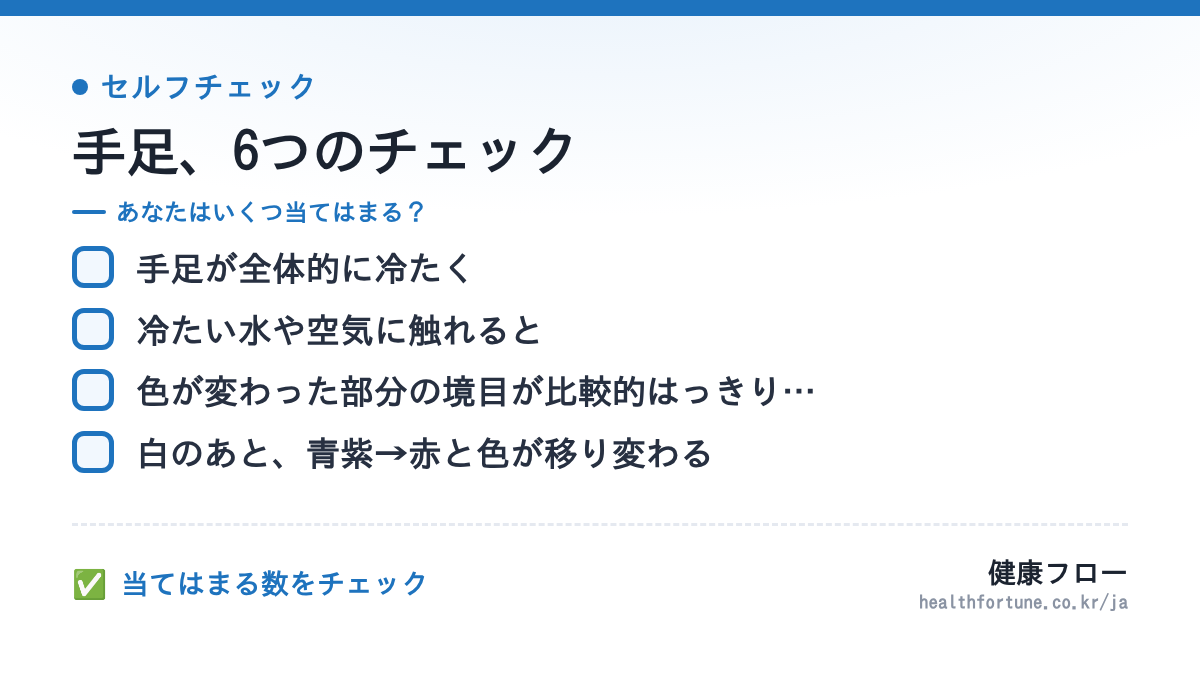 セルフチェック
手足、6つのチェック
あなたはいくつ当てはまる？
手足が全体的に冷たく
冷たい水や空気に触れると
色が変わった部分の境目が比較的はっきり…
白のあと、青紫→赤と色が移り変わる
当てはまる数をチェック
健康フロー
healthfortune.co.kr/ja